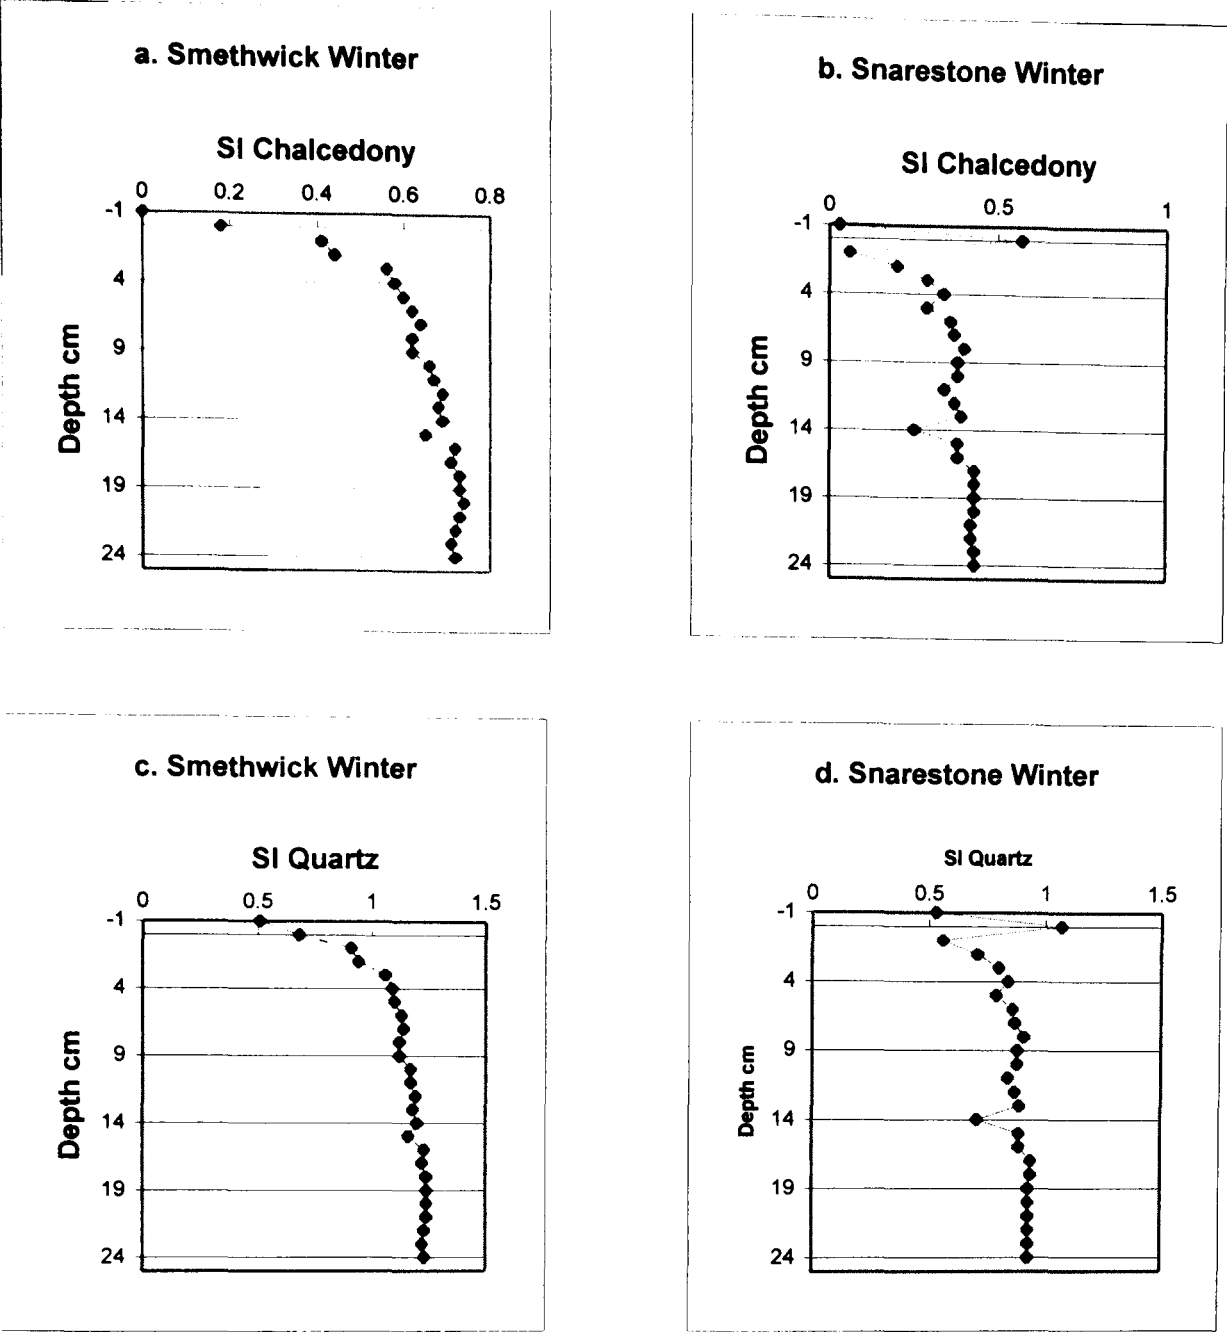 a. Smethwick Winter
SI Chalcedony
0 0.2 0.4 0.6 0.8
-1
4
9
14
19
24
Depth cm
b. Snarestone Winter
SI Chalcedony
0 0.5 1
-1
4
9
14
19
24
Depth cm
c. Smethwick Winter
SI Quartz
0 0.5 1 1.5
-1
4
9
14
19
24
Depth cm
d. Snarestone Winter
SI Quartz
0 0.5 1 1.5
-1
4
9
14
19
24
Depth cm